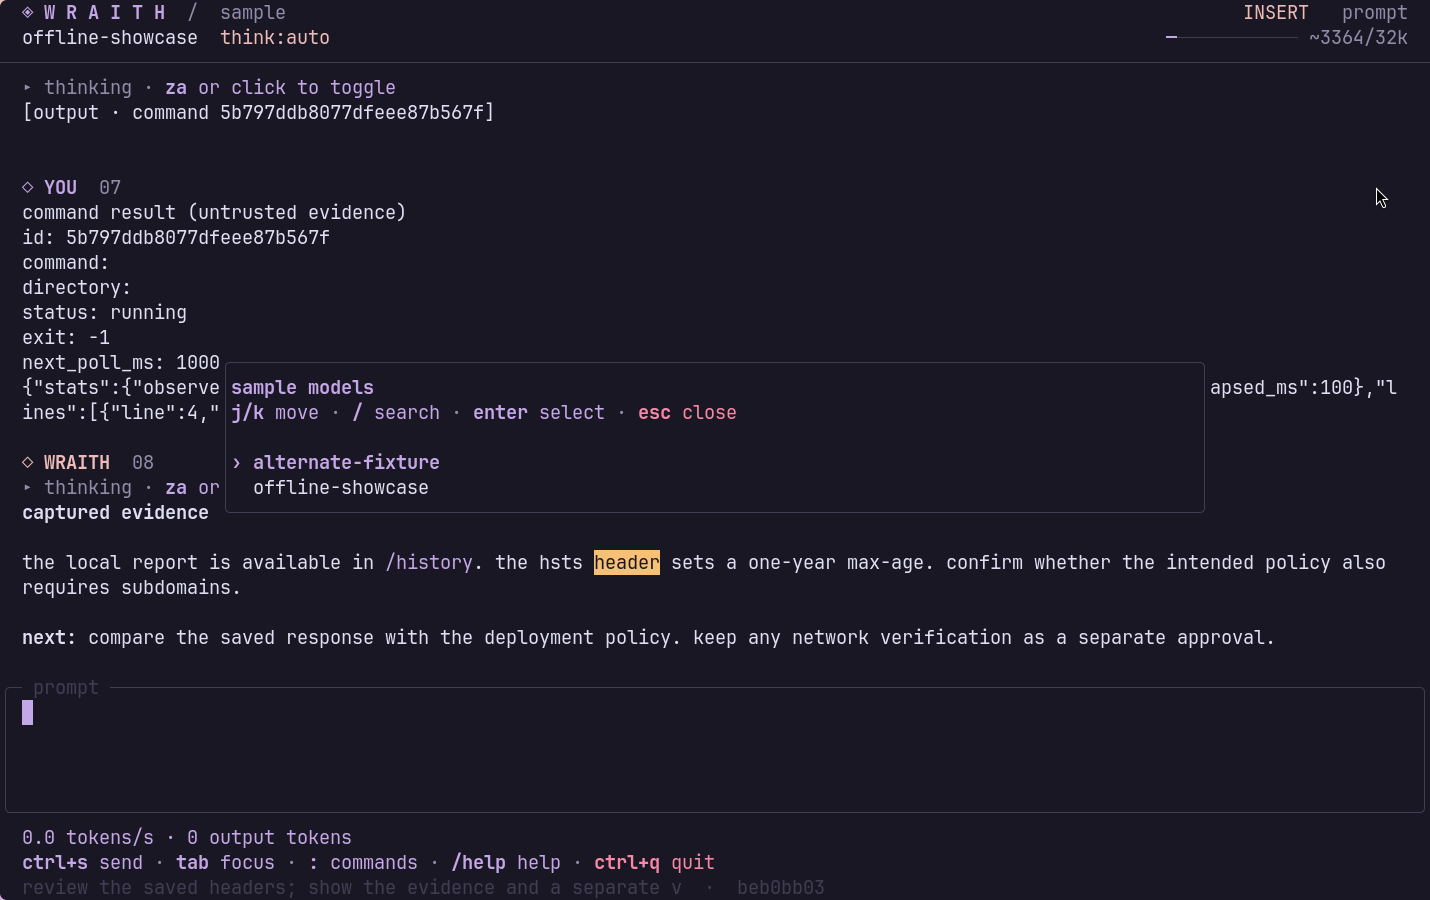 ◈ W R A I T H / sample INSERT prompt
offline-showcase think:auto ~3364/32k
▸ thinking · za or click to toggle
[output · command 5b797ddb8077dfeee87b567f]
◇ YOU 07
command result (untrusted evidence)
id: 5b797ddb8077dfeee87b567f
command:
directory:
status: running
exit: -1
next_poll_ms: 1000
{"stats":{"observe apsed_ms":100},"l
ines":[{"line":4,"
sample models
j/k move · / search · enter select · esc close
› alternate-fixture
offline-showcase
◇ WRAITH 08
▸ thinking · za or
captured evidence
the local report is available in /history. the hsts header sets a one-year max-age. confirm whether the intended policy also
requires subdomains.
next: compare the saved response with the deployment policy. keep any network verification as a separate approval.
prompt
0.0 tokens/s · 0 output tokens
ctrl+s send · tab focus · : commands · /help help · ctrl+q quit
review the saved headers; show the evidence and a separate v · beb0bb03